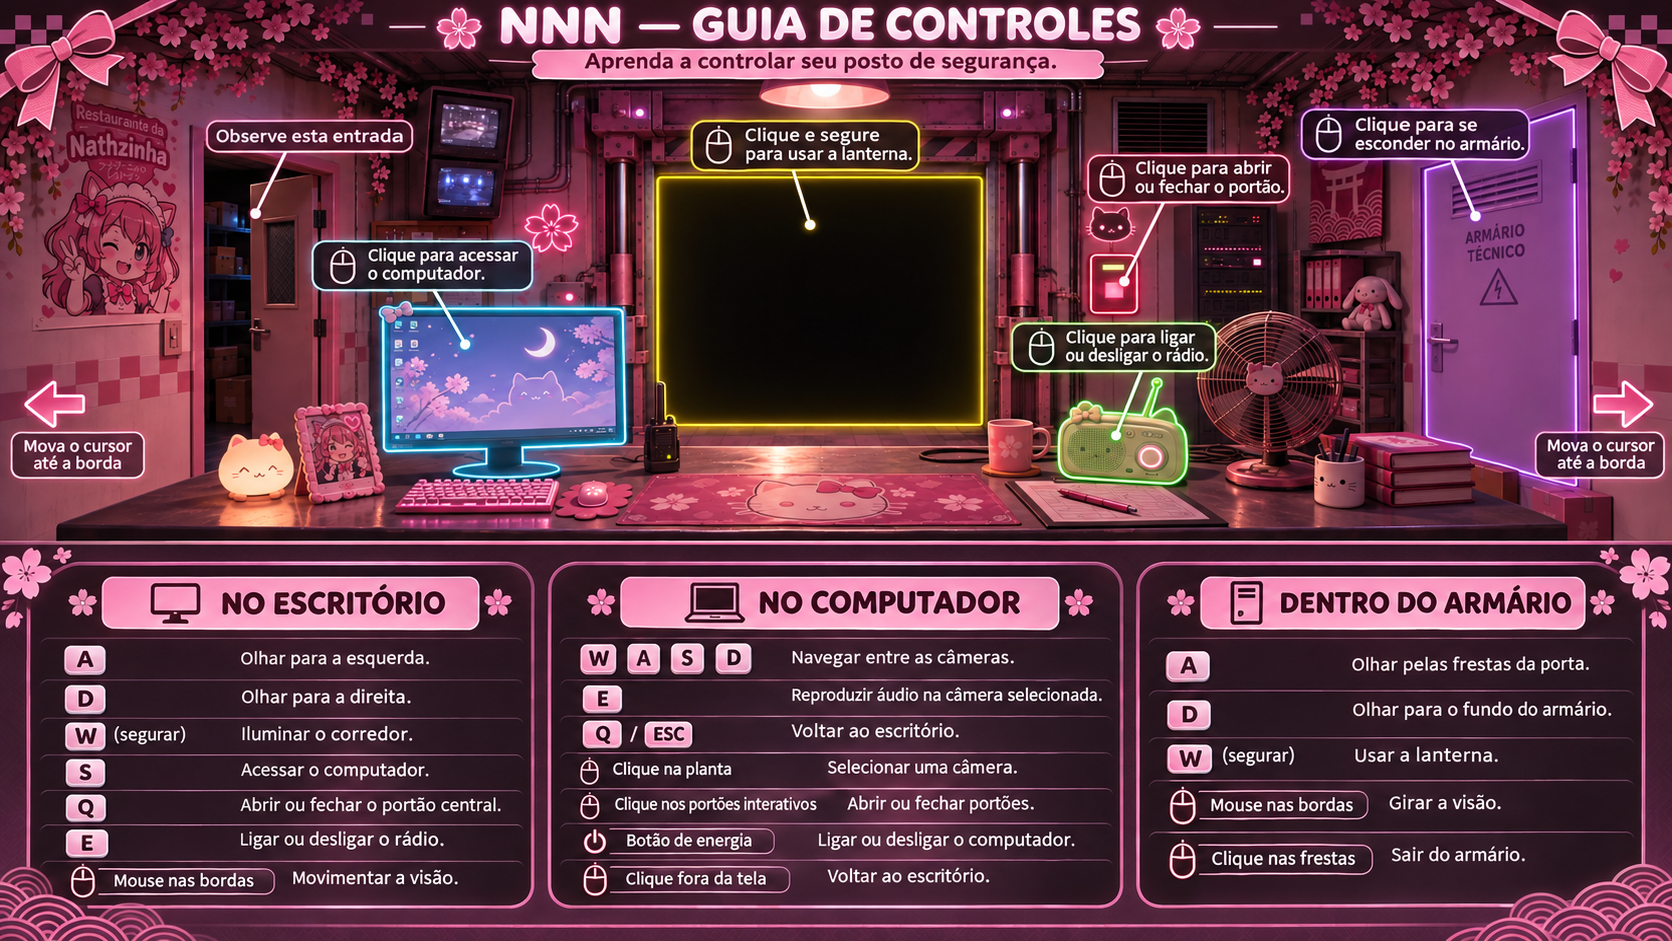 NNN — GUIA DE CONTROLES
Aprenda a controlar seu posto de segurança.
Restaurante da
Nathzinha
Observe esta entrada
Clique para acessar
o computador.
Clique e segure
para usar a lanterna.
Clique para abrir
ou fechar o portão.
Clique para se
esconder no armário.
Clique para ligar
ou desligar o rádio.
ARMÁRIO
TÉCNICO
Mova o cursor
até a borda
Mova o cursor
até a borda
NO ESCRITÓRIO
A Olhar para a esquerda.
D Olhar para a direita.
W (segurar) Iluminar o corredor.
S Acessar o computador.
Q Abrir ou fechar o portão central.
E Ligar ou desligar o rádio.
Mouse nas bordas Movimentar a visão.
NO COMPUTADOR
W A S D Navegar entre as câmeras.
E Reproduzir áudio na câmera selecionada.
Q / ESC Voltar ao escritório.
Clique na planta Selecionar uma câmera.
Clique nos portões interativos Abrir ou fechar portões.
Botão de energia Ligar ou desligar o computador.
Clique fora da tela Voltar ao escritório.
DENTRO DO ARMÁRIO
A Olhar pelas frestas da porta.
D Olhar para o fundo do armário.
W (segurar) Usar a lanterna.
Mouse nas bordas Girar a visão.
Clique nas frestas Sair do armário.